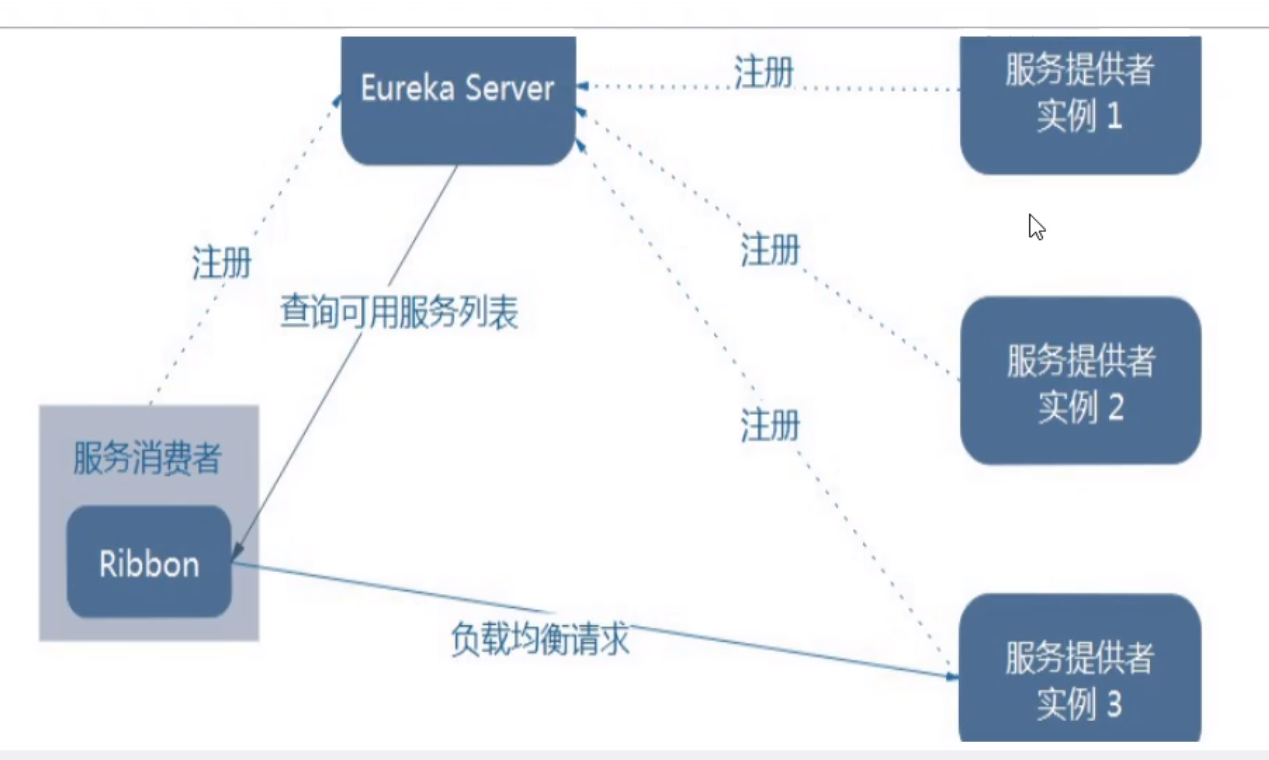 Eureka Server
注册
服务提供者
实例 1
注册
注册
查询可用服务列表
服务提供者
实例 2
注册
服务消费者
Ribbon
负载均衡请求
服务提供者
实例 3